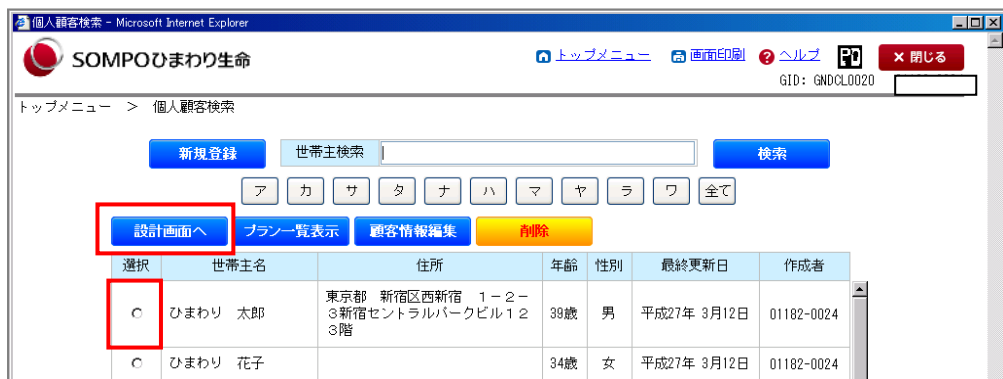 個人顧客検索 - Microsoft Internet Explorer
SOMPOひまわり生命
トップメニュー 画面印刷 ? ヘルプ PD × 閉じる
GID: GNDCL0020
トップメニュー > 個人顧客検索
新規登録 世帯主検索 検索
ア カ サ タ ナ ハ マ ヤ ラ ワ 全て
設計画面へ プラン一覧表示 顧客情報編集 削除
選択 世帯主名 住所 年齢 性別 最終更新日 作成者
東京都 新宿区西新宿 1-2-
ひまわり 太郎 3新宿セントラルパークビル12 39歳 男 平成27年 3月12日 01182-0024
3階
ひまわり 花子 34歳 女 平成27年 3月12日 01182-0024